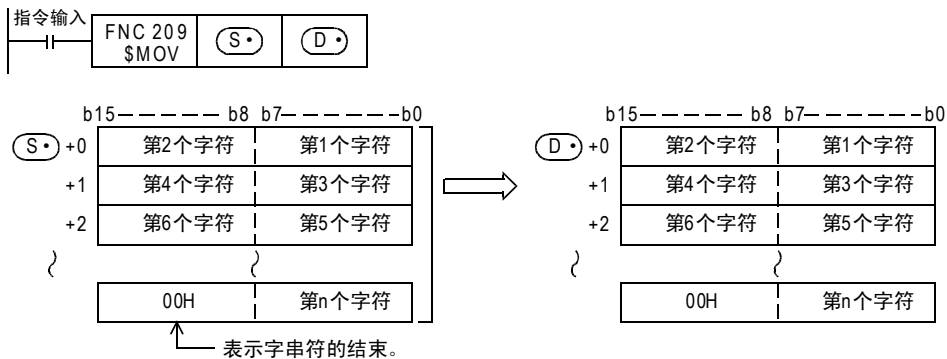 指令输入
FNC 209 $MOV S• D•
b15 b8 b7 b0 b15 b8 b7 b0
S• +0 第2个字符 第1个字符 D• +0 第2个字符 第1个字符
+1 第4个字符 第3个字符 +1 第4个字符 第3个字符
+2 第6个字符 第5个字符 +2 第6个字符 第5个字符
00H 第n个字符 00H 第n个字符
表示字串符的结束。